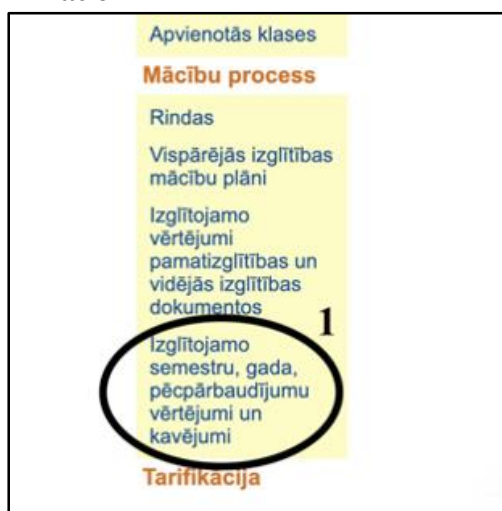 Apvienotās klases
Mācību process
Rindas
Vispārējās izglītības
mācību plāni
Izglītojamo
vērtējumi
pamatizglītības un
vidējās izglītības
dokumentos
1
Izglītojamo
semestru, gada,
pēcpārbaudījumu
vērtējumi un
kavējumi
Tarifikācija